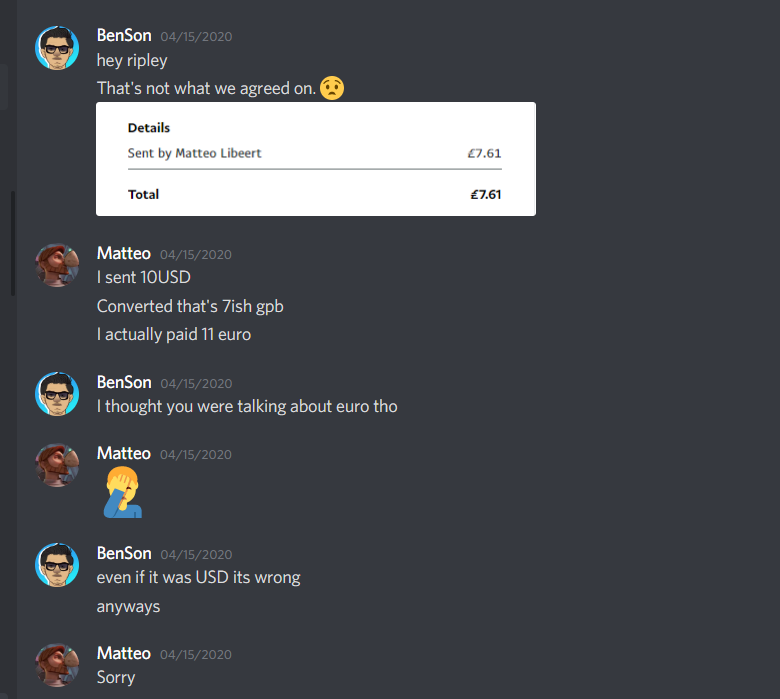 BenSon 04/15/2020
hey ripley
That's not what we agreed on.
Details
Sent by Matteo Libeert £7.61
Total £7.61
Matteo 04/15/2020
I sent 10USD
Converted that's 7ish gpb
I actually paid 11 euro
BenSon 04/15/2020
I thought you were talking about euro tho
Matteo 04/15/2020
BenSon 04/15/2020
even if it was USD its wrong
anyways
Matteo 04/15/2020
Sorry